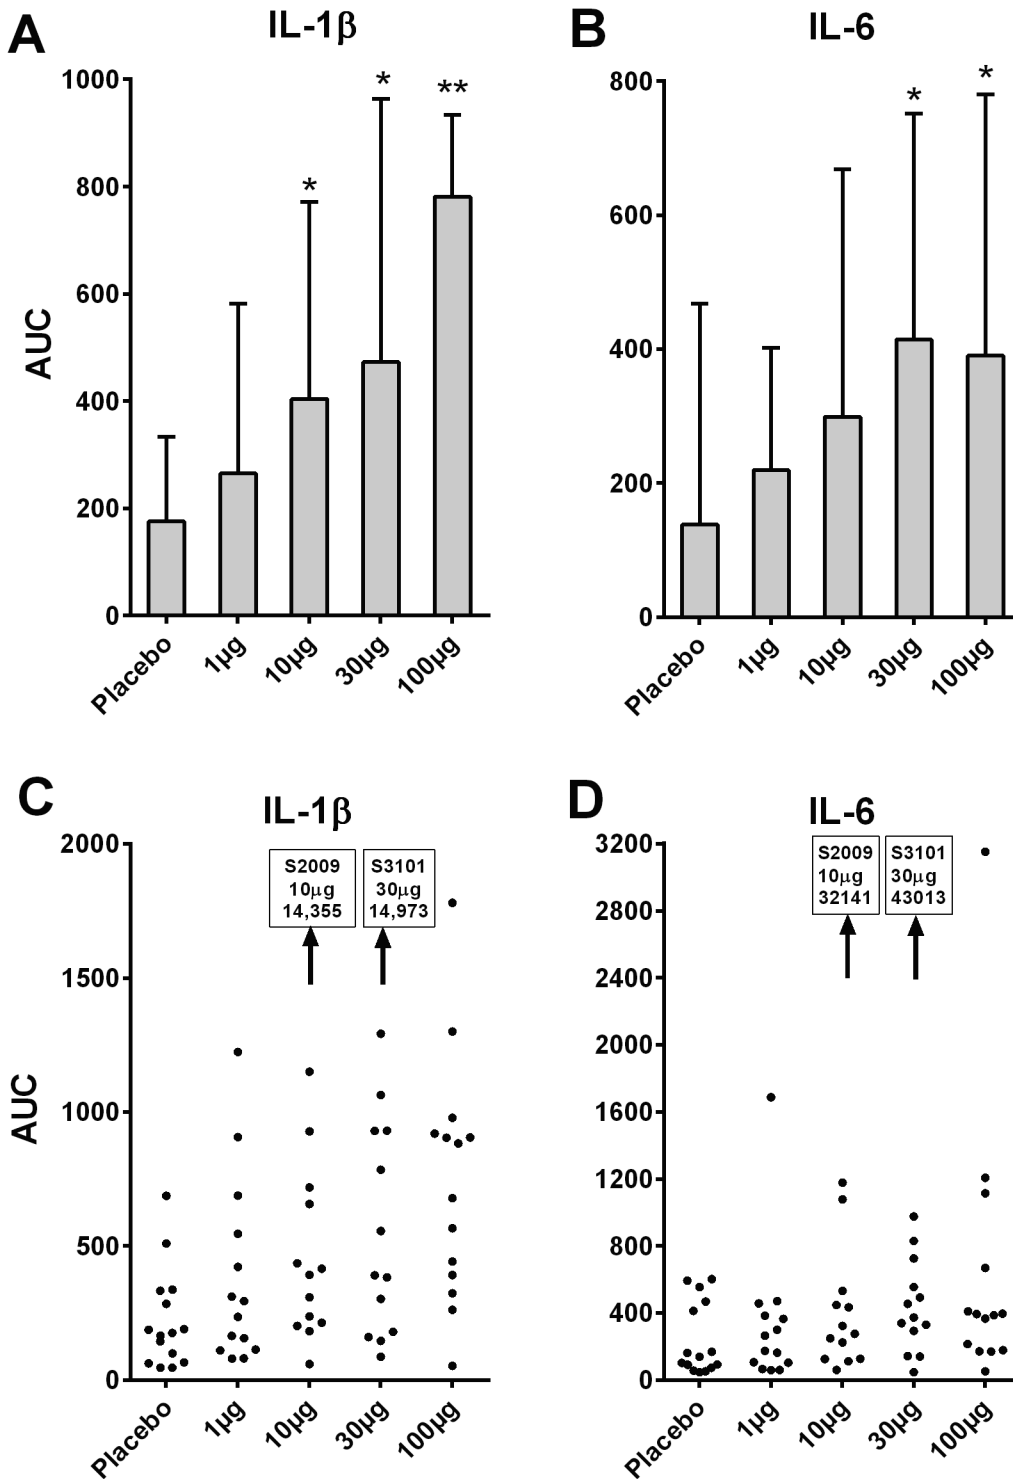 A
IL-1β
1000
800
600
400
200
0
AUC
*
*
**
Placebo
1µg
10µg
30µg
100µg
B
IL-6
800
600
400
200
0
*
*
Placebo
1µg
10µg
30µg
100µg
C
IL-1β
2000
1500
1000
500
0
AUC
S2009
10µg
14,355
S3101
30µg
14,973
Placebo
1µg
10µg
30µg
100µg
D
IL-6
3200
2800
2400
2000
1600
1200
800
400
0
S2009
10µg
32141
S3101
30µg
43013
Placebo
1µg
10µg
30µg
100µg